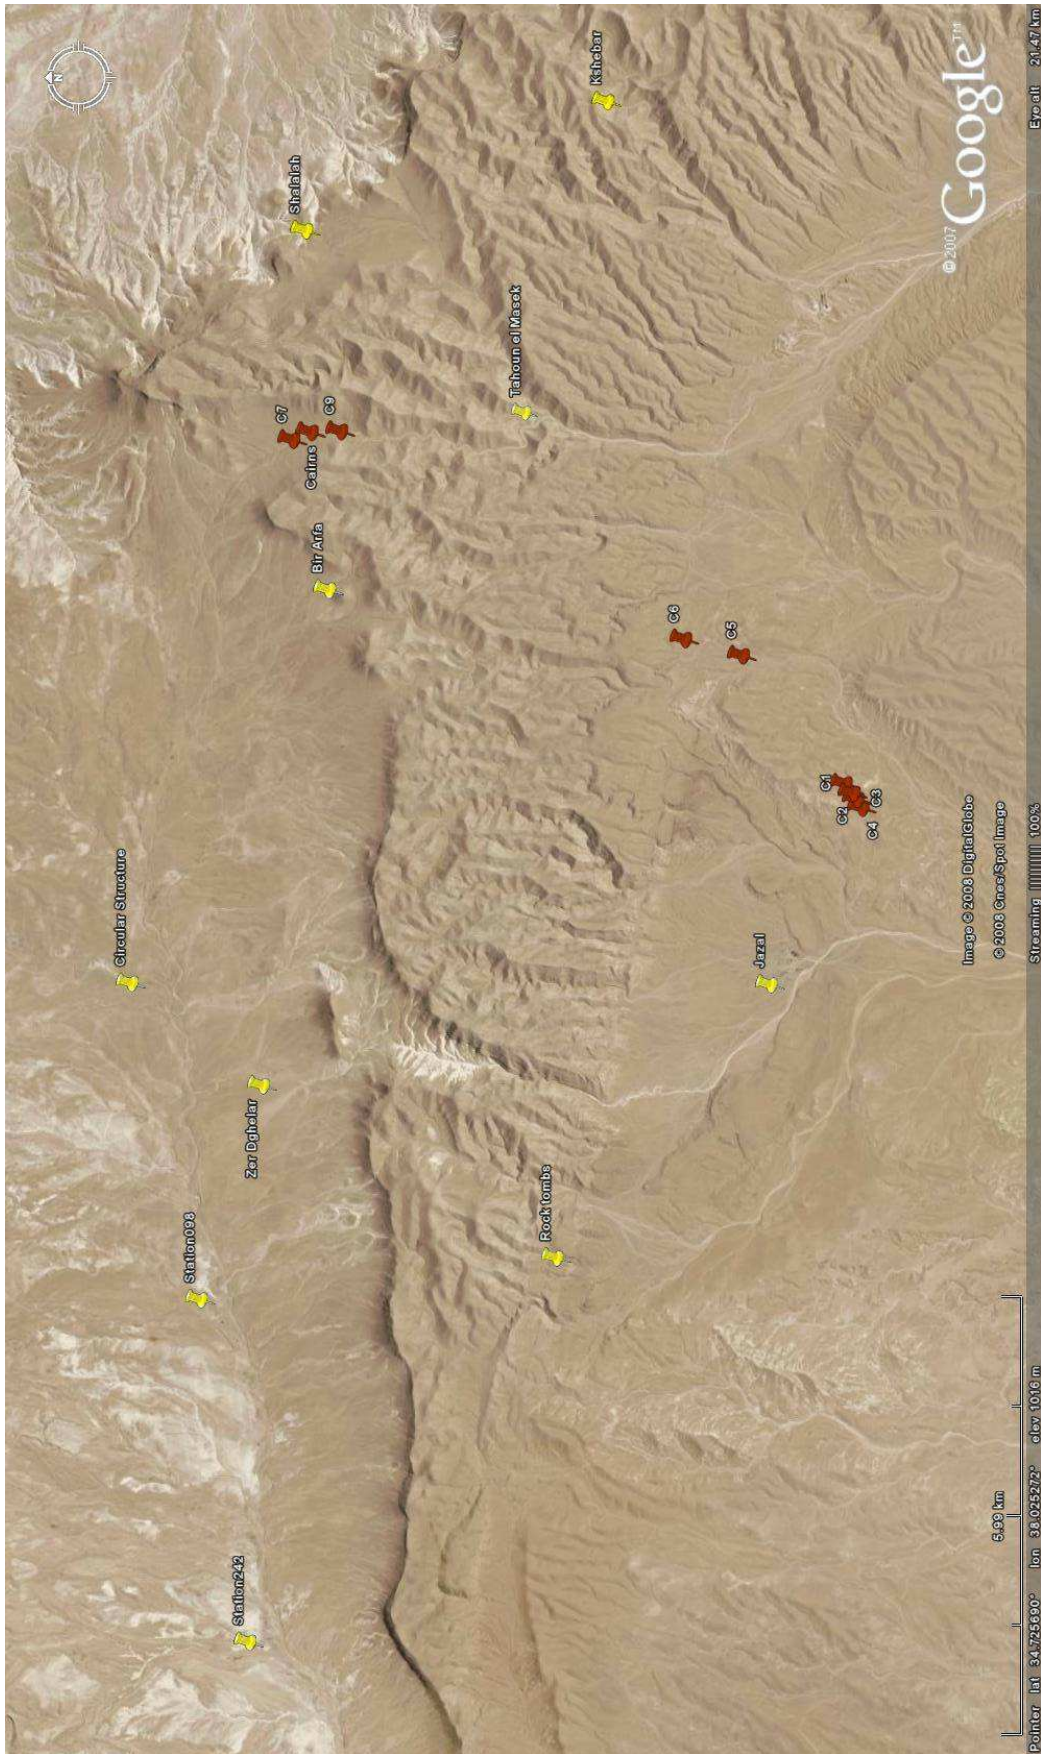 N
Station242
Station098
Zer Dghelar
Circular Structure
Rock tombs
Jazal
Bir Arfa
C7
Cairns
C9
Shalalah
Tahoun el Masek
Kshebar
C6
C5
C1
C2
C3
C4
5.99 km
Image © 2008 DigitalGlobe
© 2008 Cnes/Spot Image
©2007 Google™
Pointer lat 34.725690° lon 38.025272° elev 1016 m Streaming ||||||||| 100% Eye alt 21.47 km